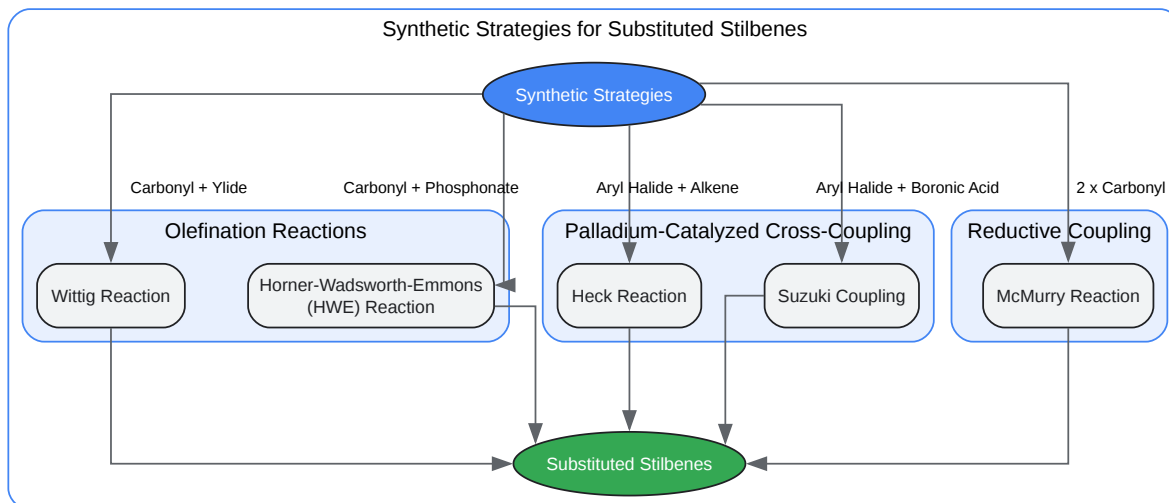 Synthetic Strategies for Substituted Stilbenes
Synthetic Strategies
Carbonyl + Ylide
Carbonyl + Phosphonate
Aryl Halide + Alkene
Aryl Halide + Boronic Acid
2 x Carbonyl
Olefination Reactions
Palladium-Catalyzed Cross-Coupling
Reductive Coupling
Wittig Reaction
Horner-Wadsworth-Emmons
(HWE) Reaction
Heck Reaction
Suzuki Coupling
McMurry Reaction
Substituted Stilbenes